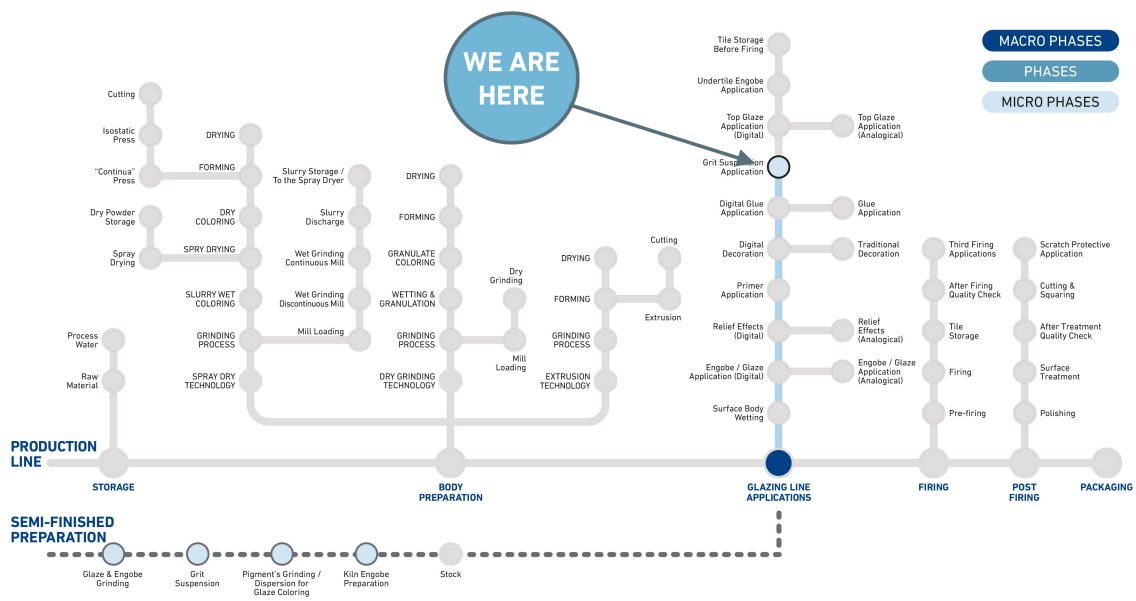 WE ARE
HERE
MACRO PHASES
PHASES
MICRO PHASES
Cutting
Isostatic
Press
"Continua"
Press
Dry Powder
Storage
Spray
Drying
Process
Water
Raw
Material
DRYING
FORMING
DRY
COLORING
SPRY DRYING
SLURRY WET
COLORING
GRINDING
PROCESS
SPRAY DRY
TECHNOLOGY
Slurry Storage /
To the Spray Dryer
Slurry
Discharge
Wet Grinding
Continuous Mill
Wet Grinding
Discontinuous Mill
Mill Loading
DRYING
FORMING
GRANULATE
COLORING
WETTING &
GRANULATION
GRINDING
PROCESS
DRY GRINDING
TECHNOLOGY
Dry
Grinding
Mill
Loading
DRYING
FORMING
GRINDING
PROCESS
EXTRUSION
TECHNOLOGY
Cutting
Extrusion
Tile Storage
Before Firing
Undertile Engobe
Application
Top Glaze
Application
(Digital)
Top Glaze
Application
(Analogical)
Grit Suspension
Application
Digital Glue
Application
Glue
Application
Digital
Decoration
Traditional
Decoration
Primer
Application
Relief Effects
(Digital)
Relief
Effects
(Analogical)
Engobe / Glaze
Application (Digital)
Engobe / Glaze
Application
(Analogical)
Surface Body
Wetting
Third Firing
Applications
After Firing
Quality Check
Tile
Storage
Firing
Pre-firing
Scratch Protective
Application
Cutting &
Squaring
After Treatment
Quality Check
Surface
Treatment
Polishing
PRODUCTION
LINE
STORAGE
BODY
PREPARATION
GLAZING LINE
APPLICATIONS
FIRING
POST
FIRING
PACKAGING
SEMI-FINISHED
PREPARATION
Glaze & Engobe
Grinding
Grit
Suspension
Pigment's Grinding /
Dispersion for
Glaze Coloring
Kiln Engobe
Preparation
Stock